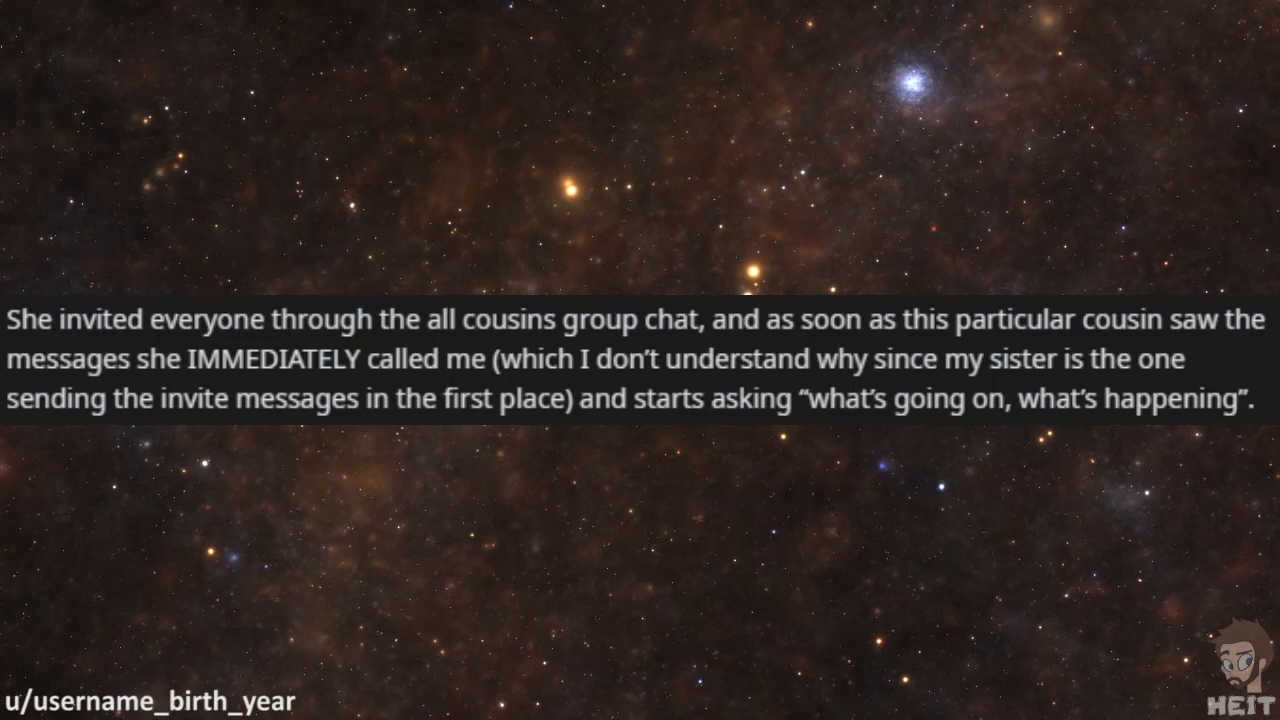 She invited everyone through the all cousins group chat, and as soon as this particular cousin saw the
messages she IMMEDIATELY called me (which I don’t understand why since my sister is the one
sending the invite messages in the first place) and starts asking “what’s going on, what’s happening”.
u/username_birth_year
HEIT